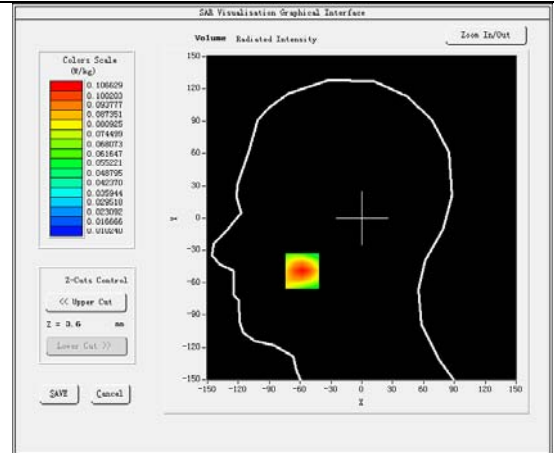 SAR Visualisation Graphical Interface
Volume Radiated Intensity
Zoom In/Out
Colors Scale
(W/kg)
0.106629
0.100203
0.093777
0.087351
0.080925
0.074499
0.068073
0.061647
0.055221
0.048795
0.042370
0.035944
0.029518
0.023092
0.016666
0.010240
Z-Cuts Control
<< Upper Cut
Z = 3.6 mm
Lower Cut >>
SAVE
Cancel
150
120
90
60
30
0
-30
-60
-90
-120
-150
Y
-150 -120 -90 -60 -30 0 30 60 90 120 150
X